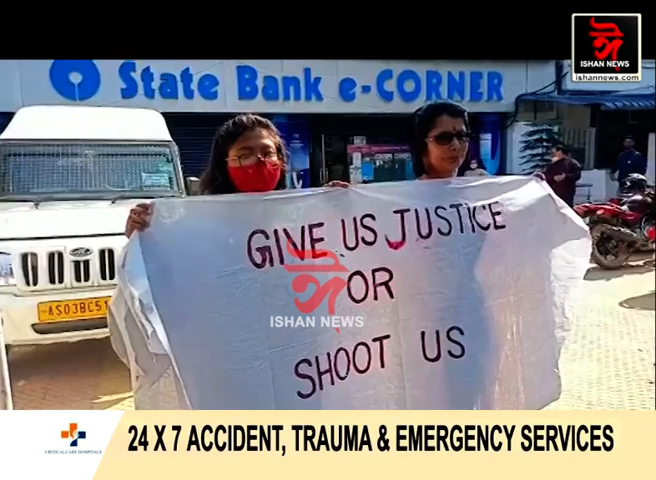 ISHAN NEWS
ishannews.com
State Bank e-CORNER
GIVE US JUSTICE
OR
ISHAN NEWS
SHOOT US
AS03BC51
CRITICAL CARE HOSPITALS
24 X 7 ACCIDENT, TRAUMA & EMERGENCY SERVICES